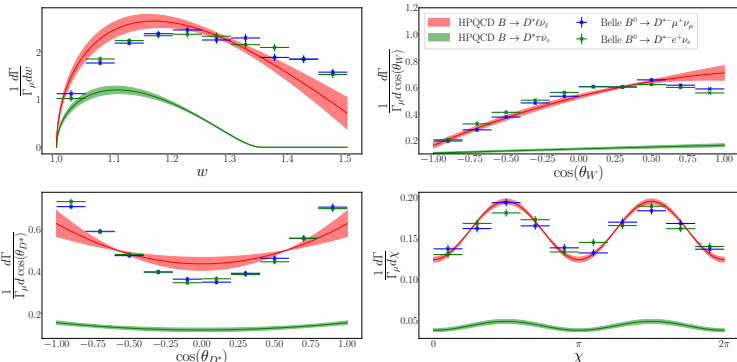 2
1
0
1.0 1.1 1.2 1.3 1.4 1.5
w
1/Γ_μ dΓ/dw
1.2
1.0
0.8
0.6
0.4
0.2
HPQCD B → D*ℓν̄_ℓ
HPQCD B → D*τν̄_τ
Belle B⁰ → D*⁻μ⁺ν_μ
Belle B⁰ → D*⁻e⁺ν_e
−1.00 −0.75 −0.50 −0.25 0.00 0.25 0.50 0.75 1.00
cos(θ_W)
1/Γ_μ dΓ/d cos(θ_W)
0.6
0.4
0.2
−1.00 −0.75 −0.50 −0.25 0.00 0.25 0.50 0.75 1.00
cos(θ_D*)
1/Γ_μ dΓ/d cos(θ_D*)
0.20
0.15
0.10
0.05
0 π 2π
χ
1/Γ_μ dΓ/dχ